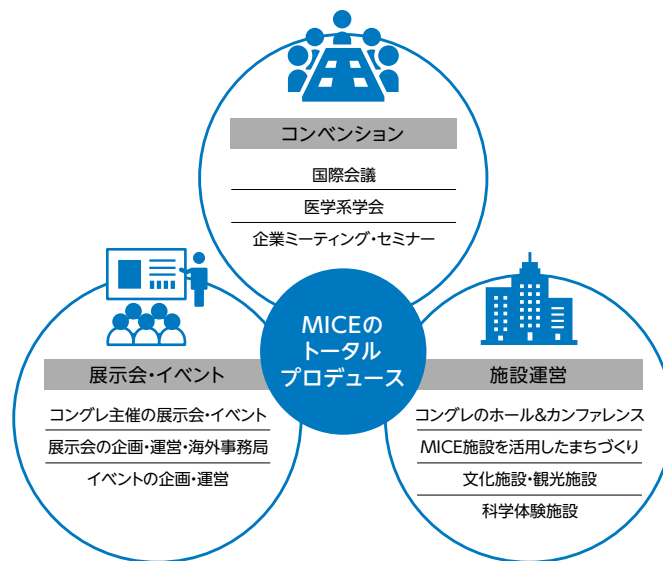 コンベンション
国際会議
医学系学会
企業ミーティング・セミナー
MICEの
トータル
プロデュース
展示会・イベント
コングレ主催の展示会・イベント
展示会の企画・運営・海外事務局
イベントの企画・運営
施設運営
コングレのホール&カンファレンス
MICE施設を活用したまちづくり
文化施設・観光施設
科学体験施設